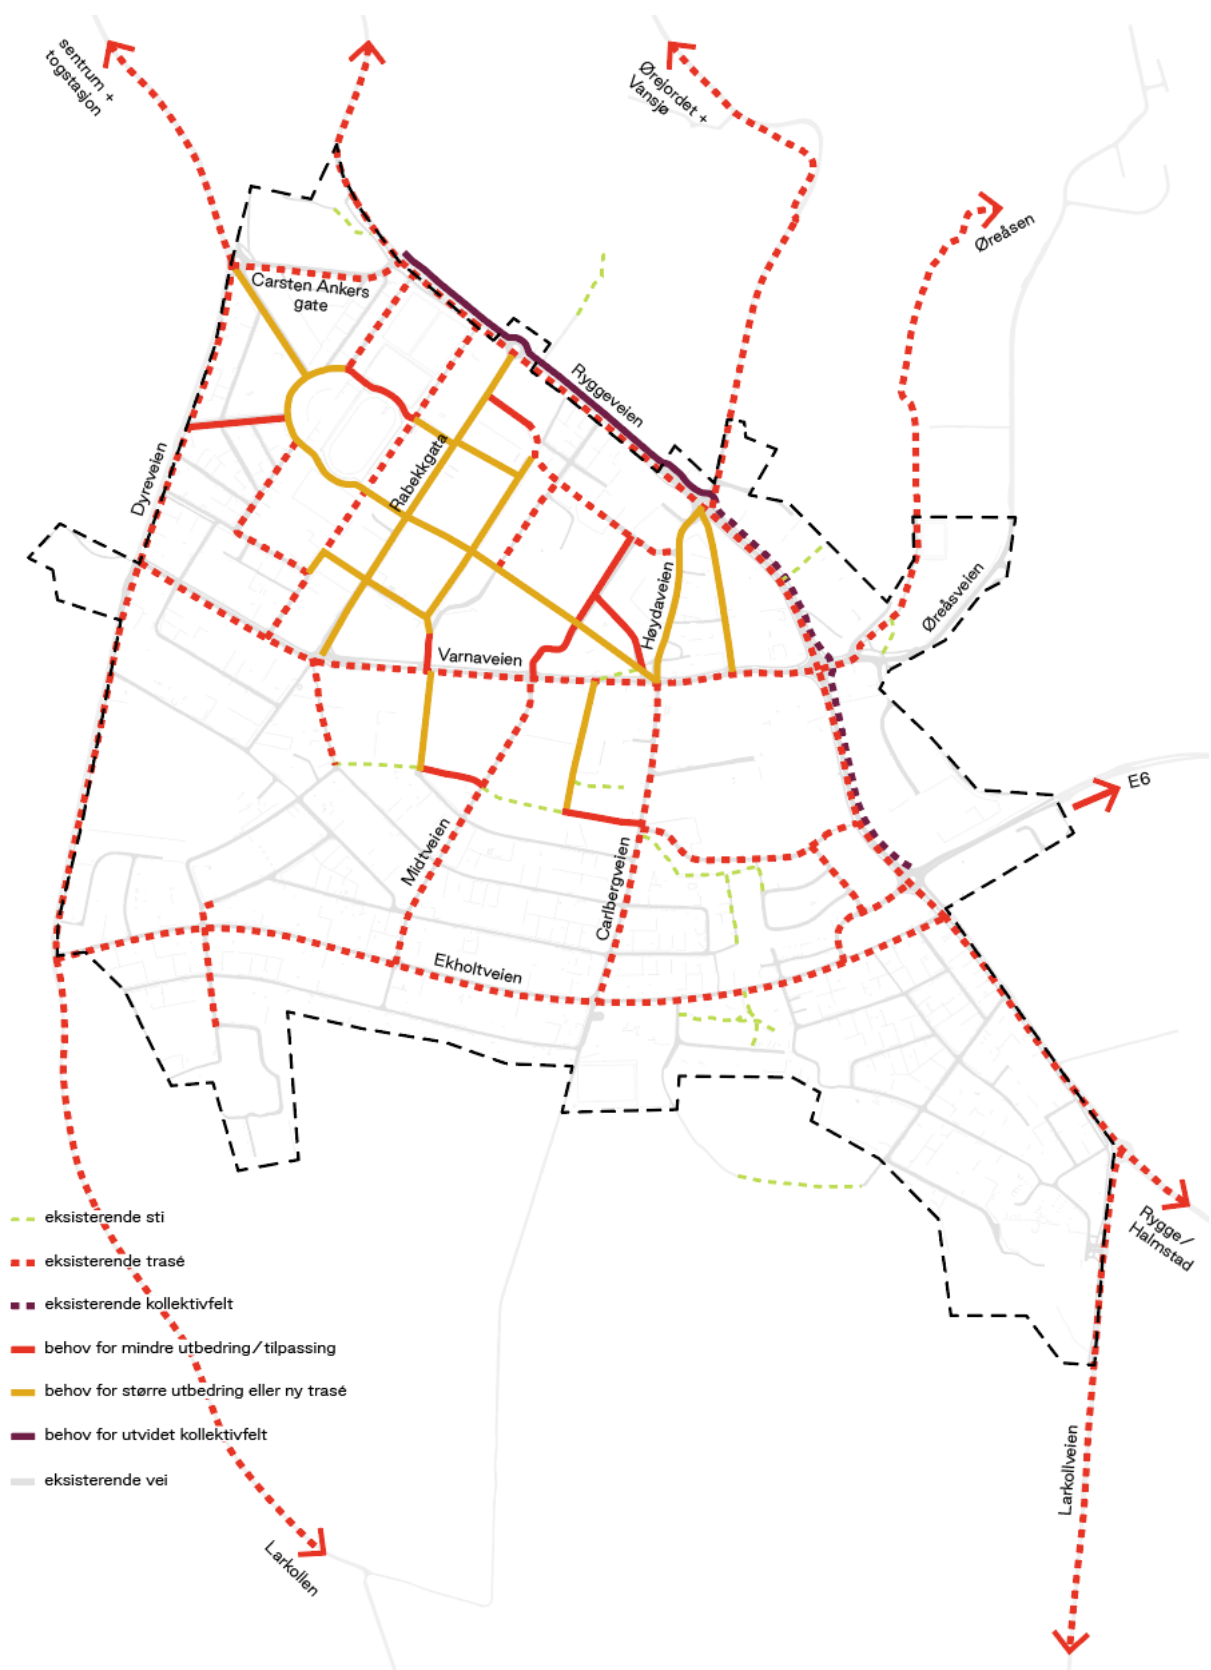 sentrum +
togstasjon
Ørejordet +
Vansjø
Øreåsen
Carsten Ankers
gate
Ryggeveien
Dyreveien
Rabekkgata
Høydaveien
Øreåsveien
Varnaveien
E6
Midtveien
Carlbergveien
Ekholtveien
Rygge/
Halmstad
Larkollveien
Larkollen
eksisterende sti
eksisterende trasé
eksisterende kollektivfelt
behov for mindre utbedring/tilpassing
behov for større utbedring eller ny trasé
behov for utvidet kollektivfelt
eksisterende vei